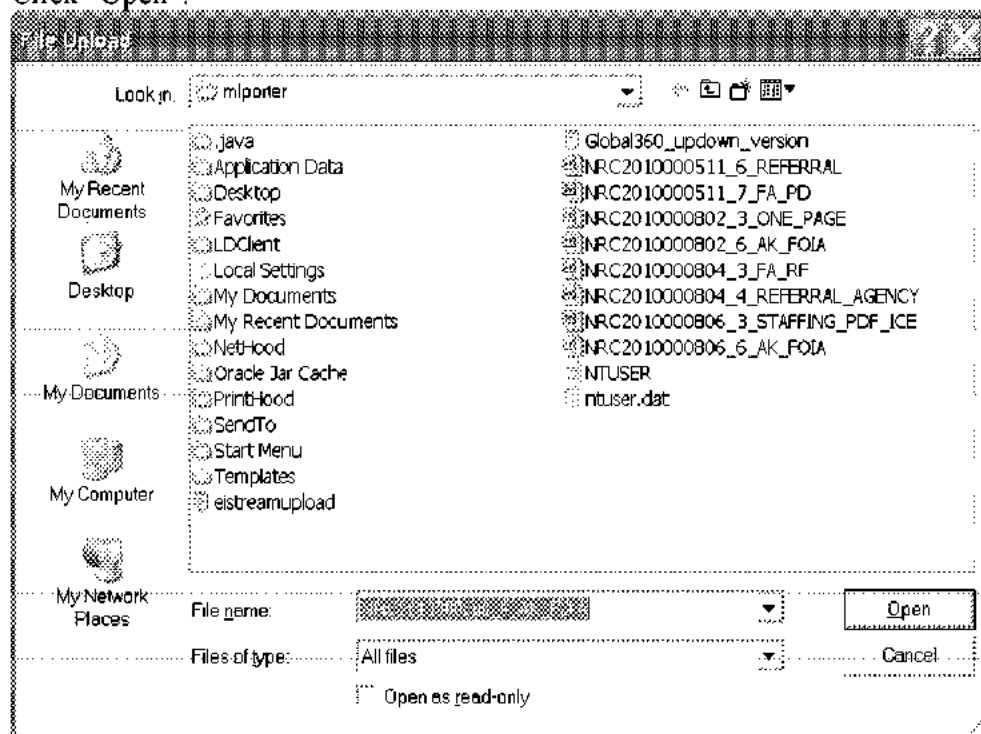 Click "Open".
File Upload
Look in: mlporter
My Recent Documents
Desktop
My Documents
My Computer
My Network Places
.java
Application Data
Desktop
Favorites
LDClient
Local Settings
My Documents
My Recent Documents
NetHood
Oracle Jar Cache
PrintHood
SendTo
Start Menu
Templates
eistreamupload
Global360_updown_version
NRC2010000511_6_REFERRAL
NRC2010000511_7_FA_PD
NRC2010000802_3_ONE_PAGE
NRC2010000802_6_AK_FOIA
NRC2010000804_3_FA_RF
NRC2010000804_4_REFERRAL_AGENCY
NRC2010000806_3_STAFFING_PDF_ICE
NRC2010000806_6_AK_FOIA
NTUSER
ntuser.dat
File name:
Open
Files of type: All files
Cancel
Open as read-only